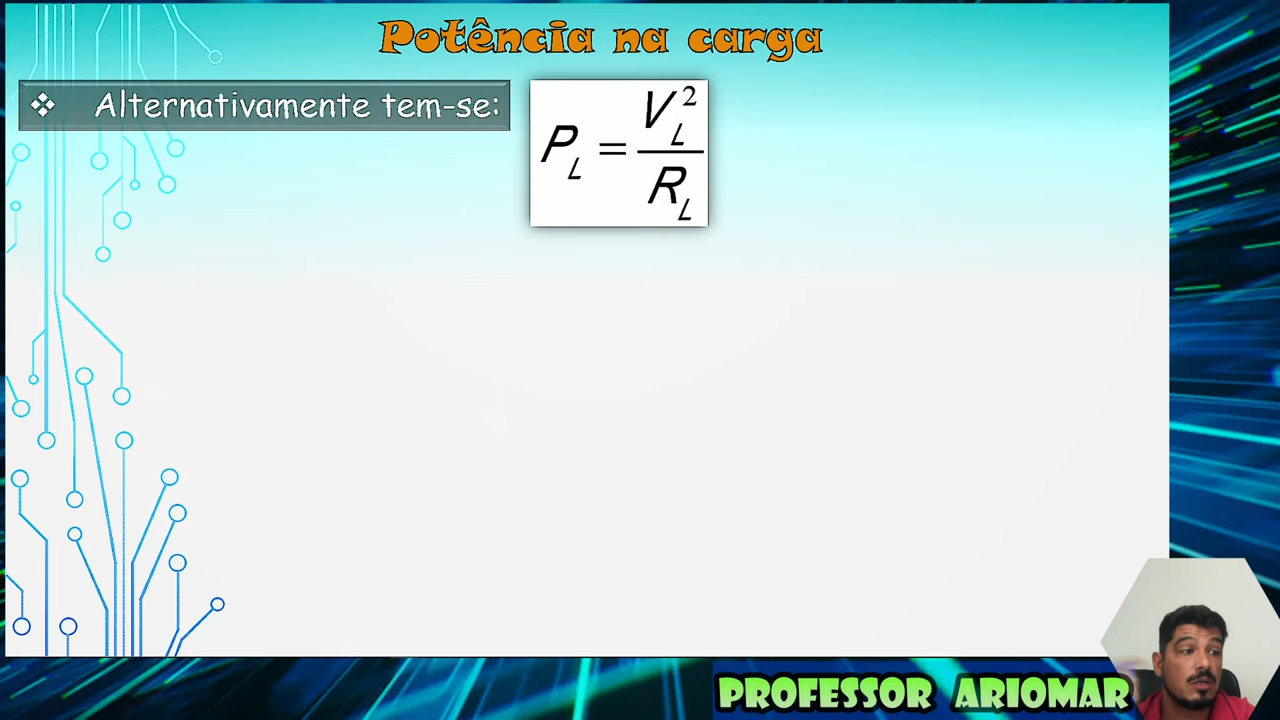 Potência na carga
❖ Alternativamente tem-se:
P_L = V_L^2 / R_L
PROFESSOR ARIOMAR